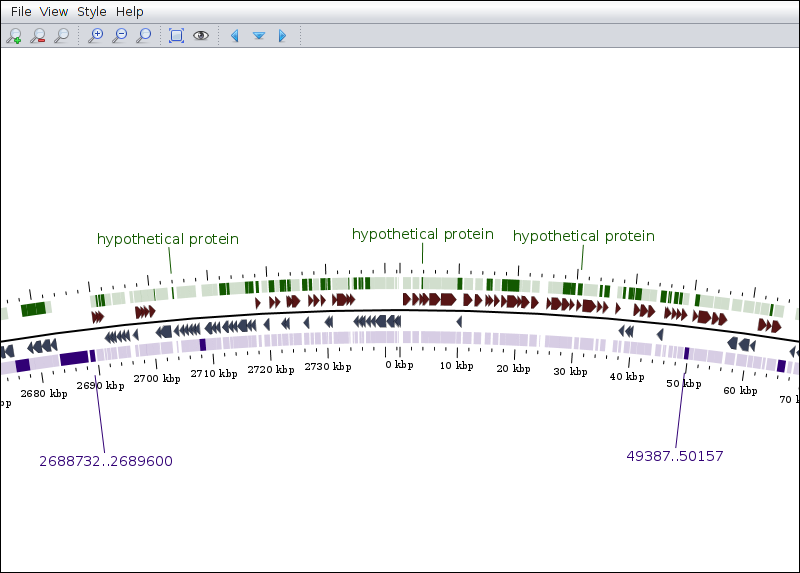 File View Style Help
hypothetical protein
hypothetical protein
hypothetical protein
2680 kbp
2690 kbp
2700 kbp
2710 kbp
2720 kbp
2730 kbp
0 kbp
10 kbp
20 kbp
30 kbp
40 kbp
50 kbp
60 kbp
70 k
2688732..2689600
49387..50157